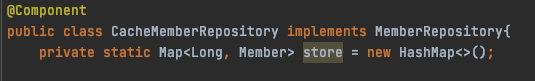 @Component
public class CacheMemberRepository implements MemberRepository{
    private static Map<Long, Member> store = new HashMap<>();